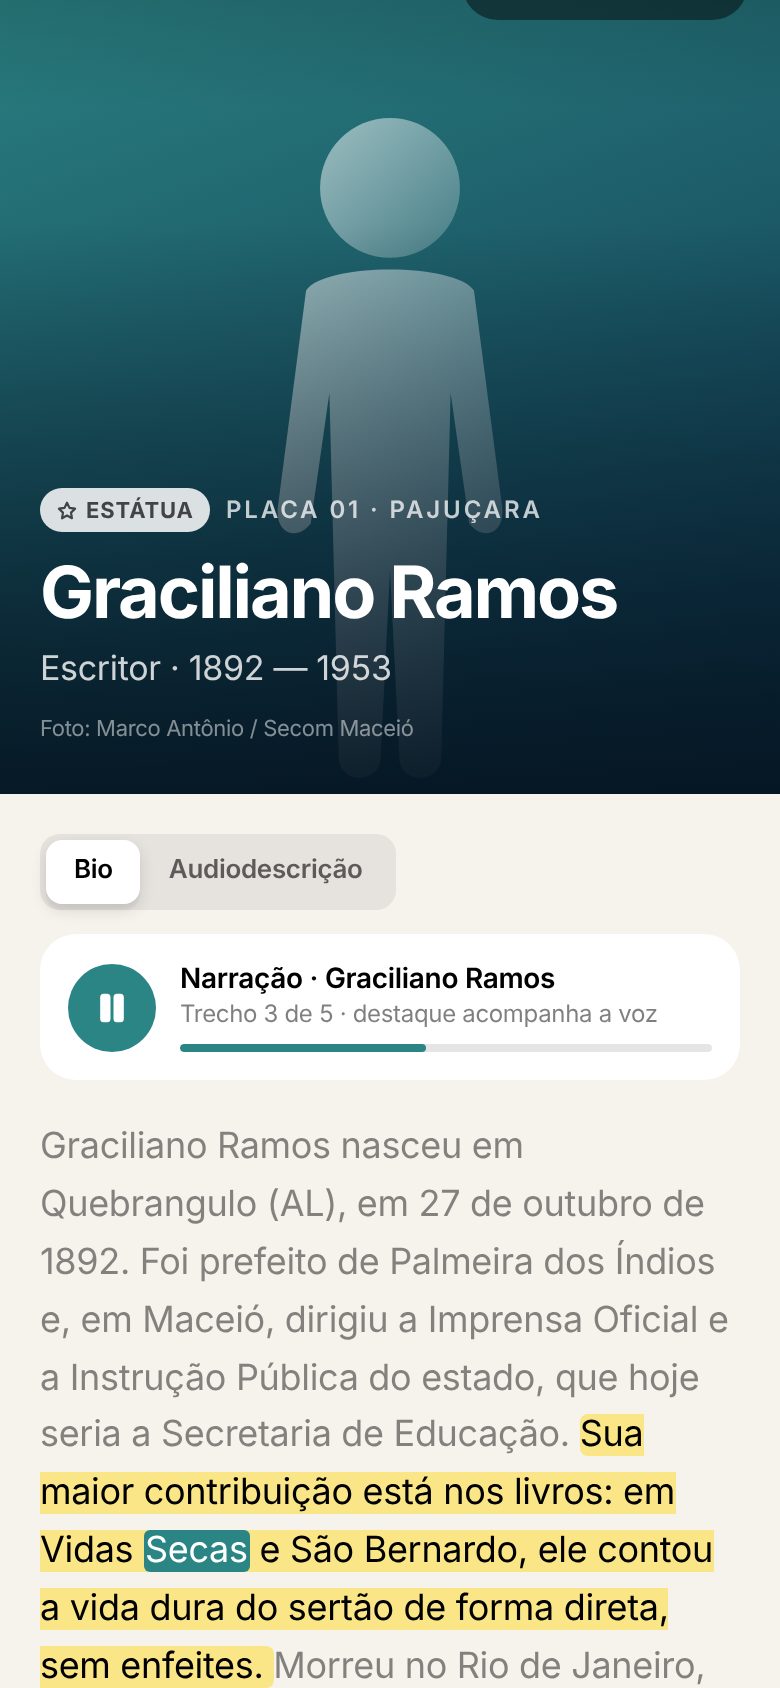 ESTÁTUA PLACA 01 · PAJUÇARA
Graciliano Ramos
Escritor · 1892 — 1953
Foto: Marco Antônio / Secom Maceió
Bio Audiodescrição
Narração · Graciliano Ramos
Trecho 3 de 5 · destaque acompanha a voz
Graciliano Ramos nasceu em
Quebrangulo (AL), em 27 de outubro de
1892. Foi prefeito de Palmeira dos Índios
e, em Maceió, dirigiu a Imprensa Oficial e
a Instrução Pública do estado, que hoje
seria a Secretaria de Educação. Sua
maior contribuição está nos livros: em
Vidas Secas e São Bernardo, ele contou
a vida dura do sertão de forma direta,
sem enfeites. Morreu no Rio de Janeiro,